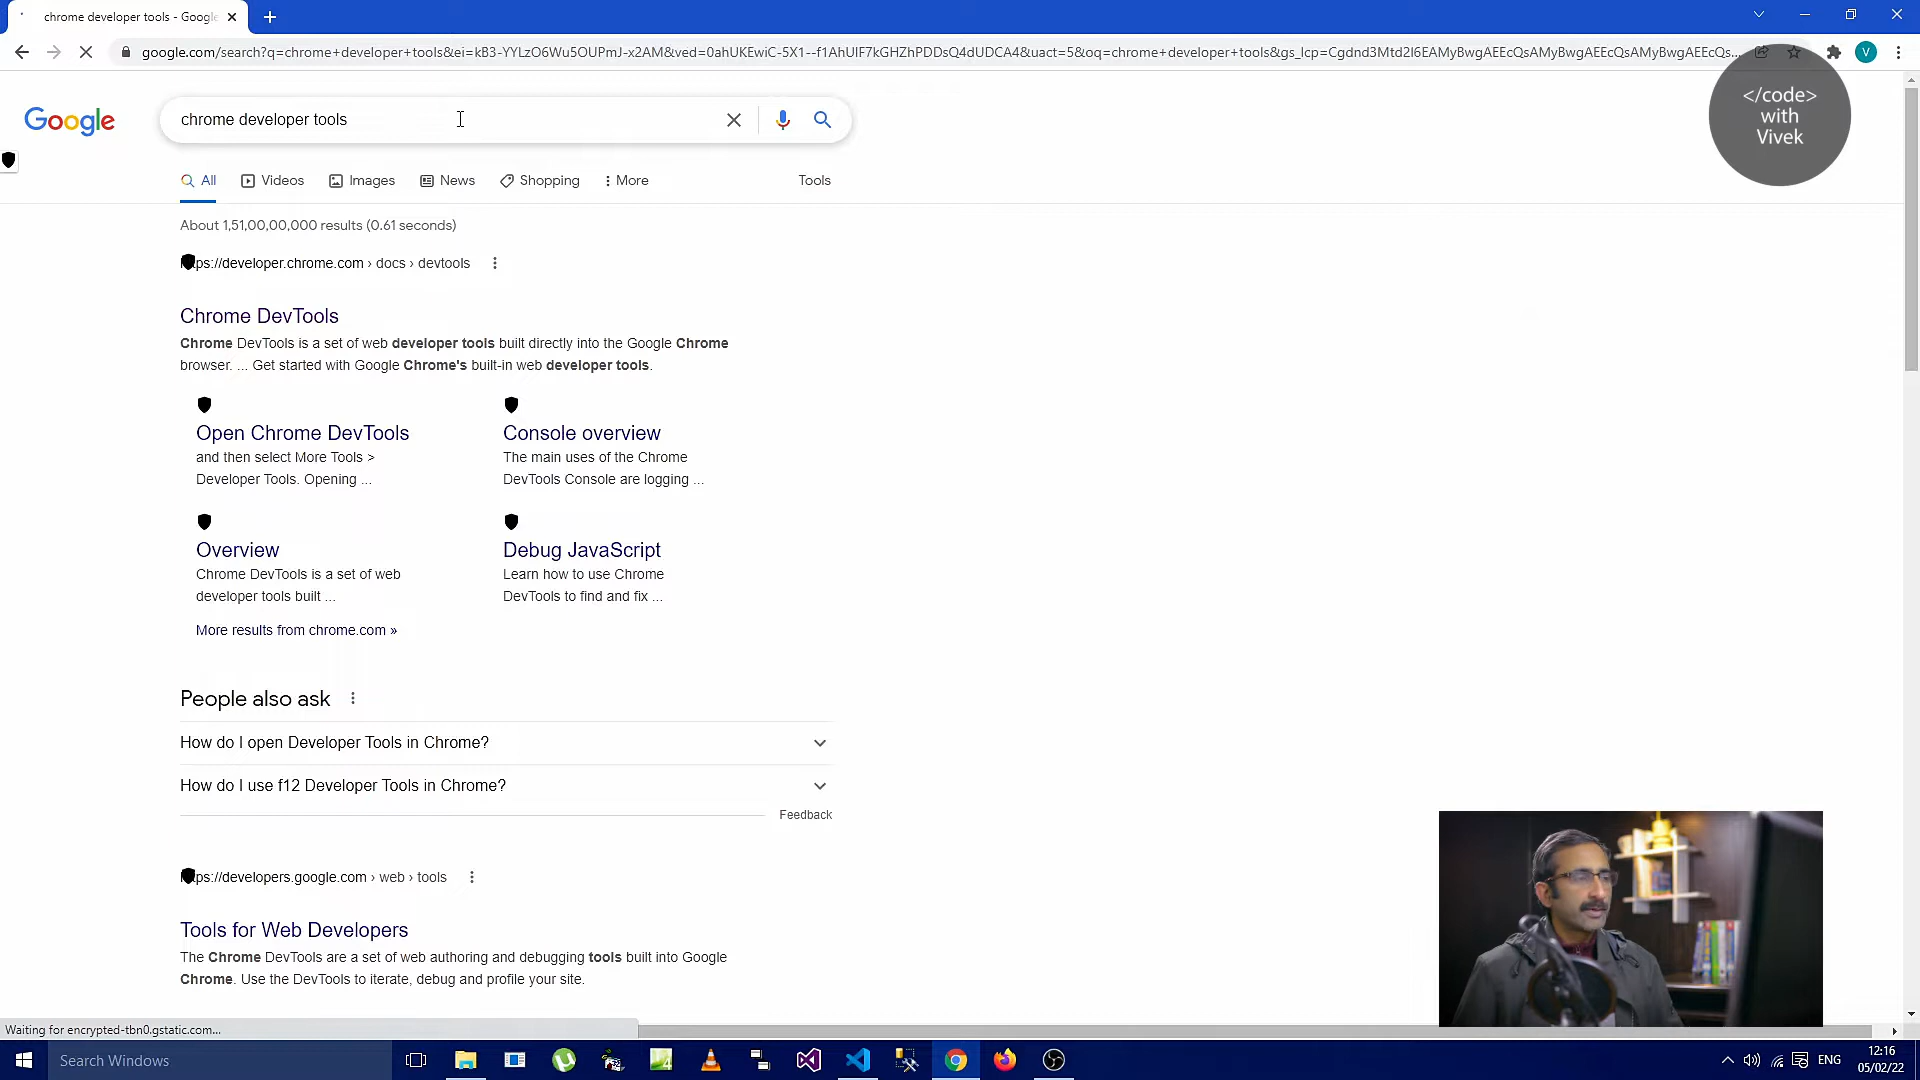 chrome developer tools - Google
google.com/search?q=chrome+developer+tools&ei=kB3-YYLzO6Wu5OUPmJ-x2AM&ved=0ahUKEwiC-5X1--f1AhUlF7kGHZhPDDsQ4dUDCA4&uact=5&oq=chrome+developer+tools&gs_lcp=Cgdnd3Mtd2l6EAMyBwgAEEcQsAMyBwgAEEcQsAMyBwgAEEcQsAMyBwgAEEcQs...
V
</code>
with
Vivek
Google
chrome developer tools
All Videos Images News Shopping More Tools
About 1,51,00,00,000 results (0.61 seconds)
ps://developer.chrome.com › docs › devtools
Chrome DevTools
Chrome DevTools is a set of web developer tools built directly into the Google Chrome
browser. ... Get started with Google Chrome's built-in web developer tools.
Open Chrome DevTools
and then select More Tools >
Developer Tools. Opening ...
Console overview
The main uses of the Chrome
DevTools Console are logging ...
Overview
Chrome DevTools is a set of web
developer tools built ...
Debug JavaScript
Learn how to use Chrome
DevTools to find and fix ...
More results from chrome.com »
People also ask
How do I open Developer Tools in Chrome?
How do I use f12 Developer Tools in Chrome?
Feedback
ps://developers.google.com › web › tools
Tools for Web Developers
The Chrome DevTools are a set of web authoring and debugging tools built into Google
Chrome. Use the DevTools to iterate, debug and profile your site.
Waiting for encrypted-tbn0.gstatic.com...
Search Windows
ENG
12:16
05/02/22